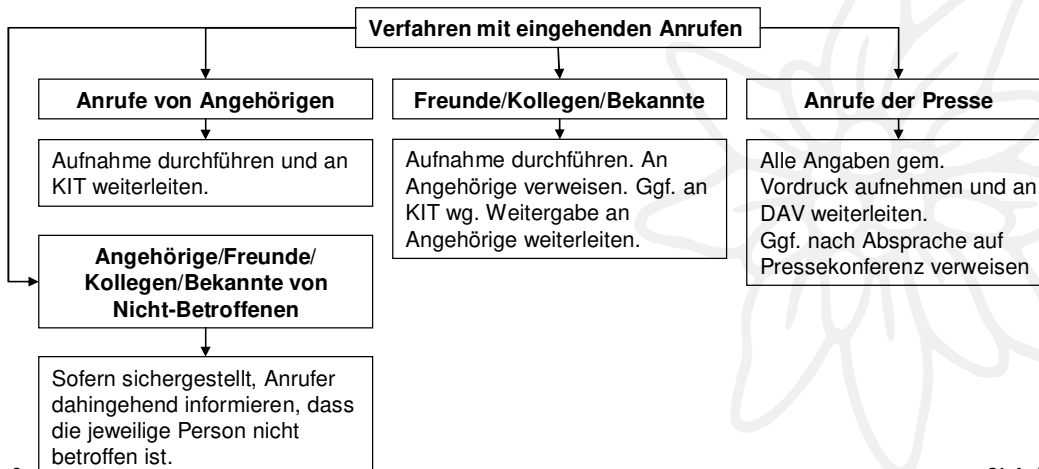 Verfahren mit eingehenden Anrufen
Anrufe von Angehörigen
Aufnahme durchführen und an
KIT weiterleiten.
Angehörige/Freunde/
Kollegen/Bekannte von
Nicht-Betroffenen
Sofern sichergestellt, Anrufer
dahingehend informieren, dass
die jeweilige Person nicht
betroffen ist.
Freunde/Kollegen/Bekannte
Aufnahme durchführen. An
Angehörige verweisen. Ggf. an
KIT wg. Weitergabe an
Angehörige weiterleiten.
Anrufe der Presse
Alle Angaben gem.
Vordruck aufnehmen und an
DAV weiterleiten.
Ggf. nach Absprache auf
Pressekonferenz verweisen